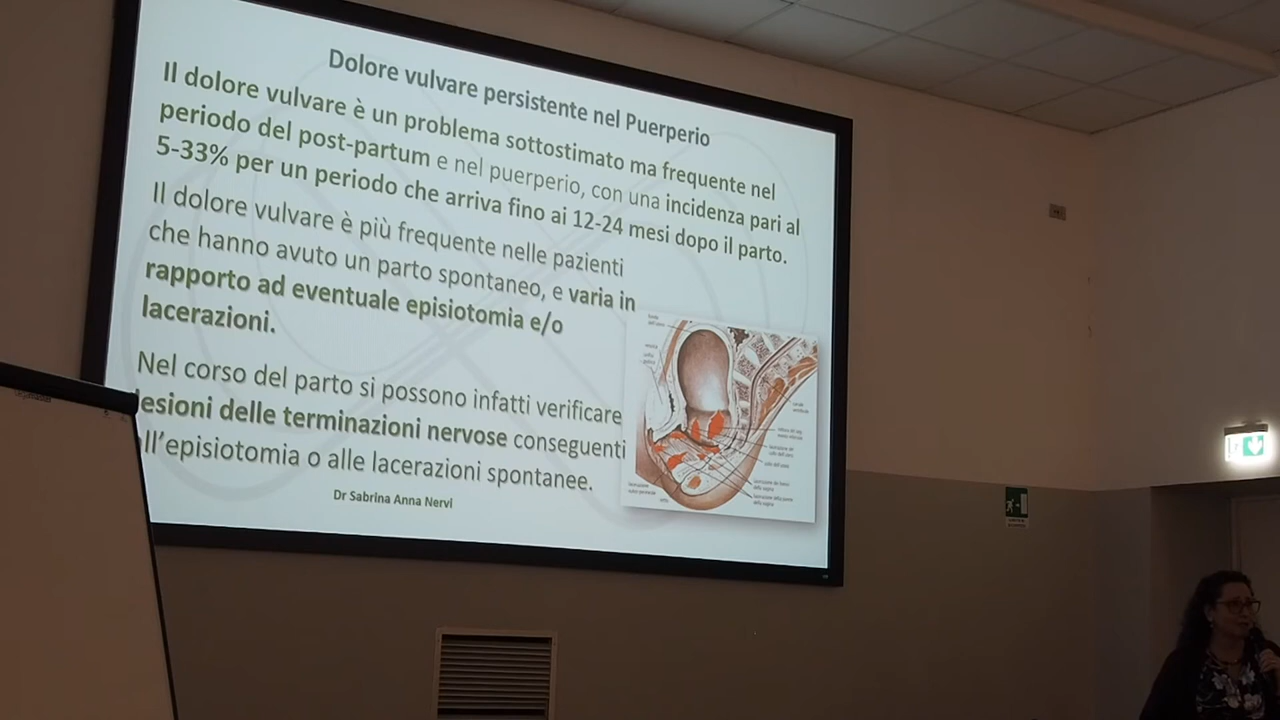 Dolore vulvare persistente nel Puerperio
Il dolore vulvare è un problema sottostimato ma frequente nel
periodo del post-partum e nel puerperio, con una incidenza pari al
5-33% per un periodo che arriva fino ai 12-24 mesi dopo il parto.
Il dolore vulvare è più frequente nelle pazienti
che hanno avuto un parto spontaneo, e varia in
rapporto ad eventuale episiotomia e/o
lacerazioni.
Nel corso del parto si possono infatti verificare
lesioni delle terminazioni nervose conseguenti
all'episiotomia o alle lacerazioni spontanee.
Dr Sabrina Anna Nervi